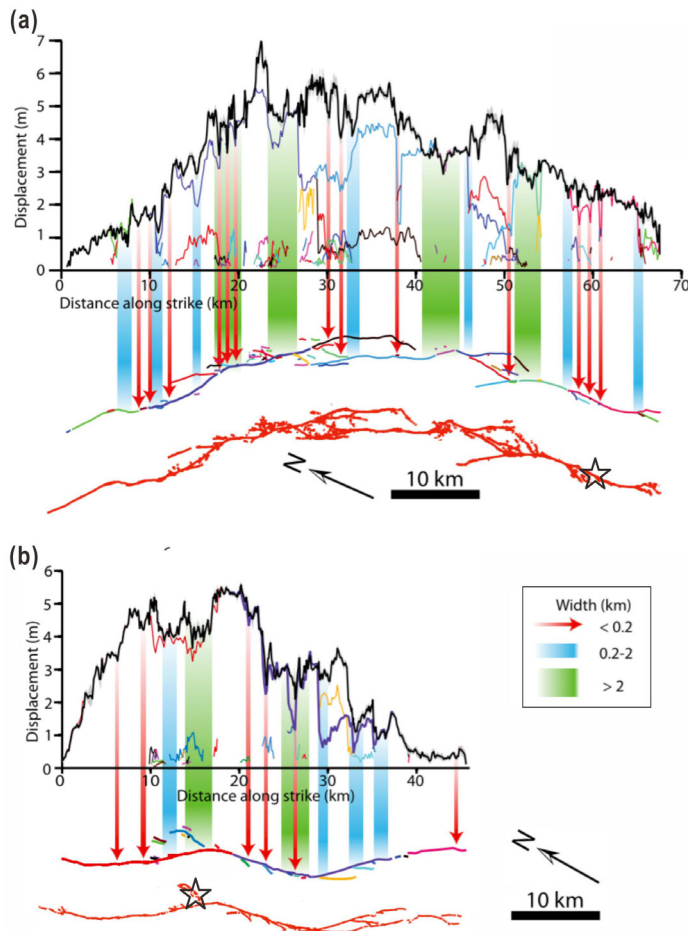 (a)
7
6
5
4
3
2
1
0
Displacement (m)
0 10 20 30 40 50 60 70
Distance along strike (km)
N
10 km
(b)
6
5
4
3
2
1
0
Displacement (m)
0 10 20 30 40
Distance along strike (km)
Width (km)
< 0.2
0.2-2
> 2
N
10 km